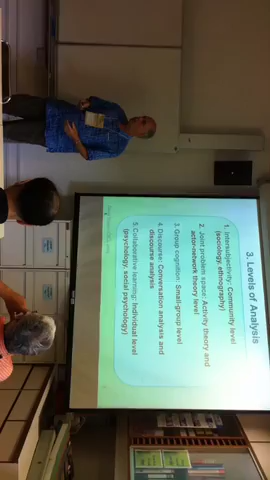 3. Levels of Analysis
1. Intersubjectivity: Community level
(sociology, ethnography)
2. Joint problem space: Activity theory and
actor-network theory level
3. Group cognition: Small-group level
4. Discourse: Conversation analysis and
discourse analysis
5. Collaborative learning: Individual level
(psychology, social psychology)